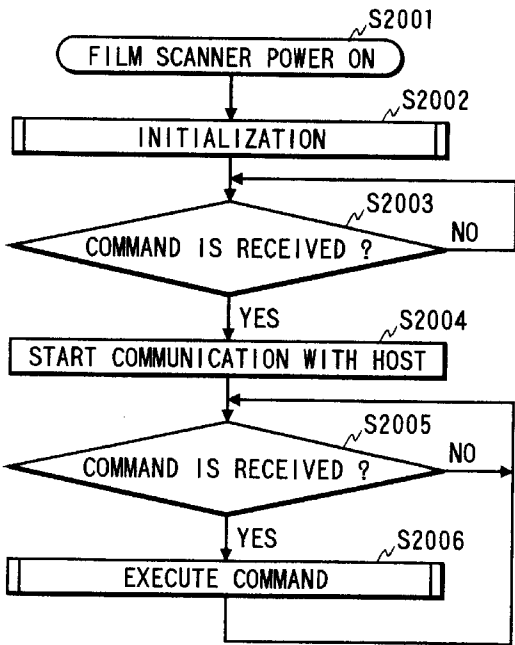 S2001
FILM SCANNER POWER ON
S2002
INITIALIZATION
S2003
COMMAND IS RECEIVED ?
NO
YES
S2004
START COMMUNICATION WITH HOST
S2005
COMMAND IS RECEIVED ?
NO
YES
S2006
EXECUTE COMMAND